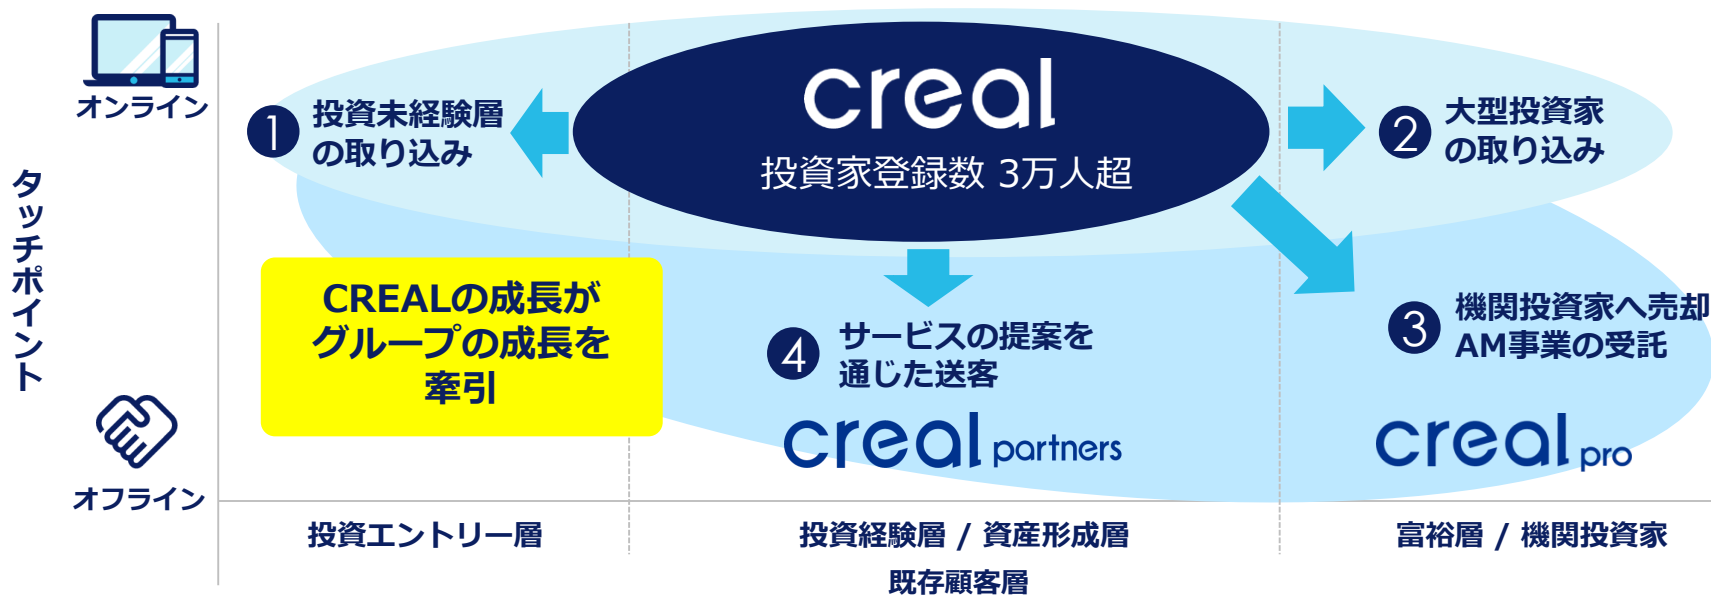 タッチポイント
オンライン
オフライン
1
投資未経験層
の取り込み
creal
投資家登録数 3万人超
2
大型投資家
の取り込み
CREALの成長が
グループの成長を
牽引
4
サービスの提案を
通じた送客
creal partners
3
機関投資家へ売却
AM事業の受託
creal pro
投資エントリー層
投資経験層 / 資産形成層
富裕層 / 機関投資家
既存顧客層